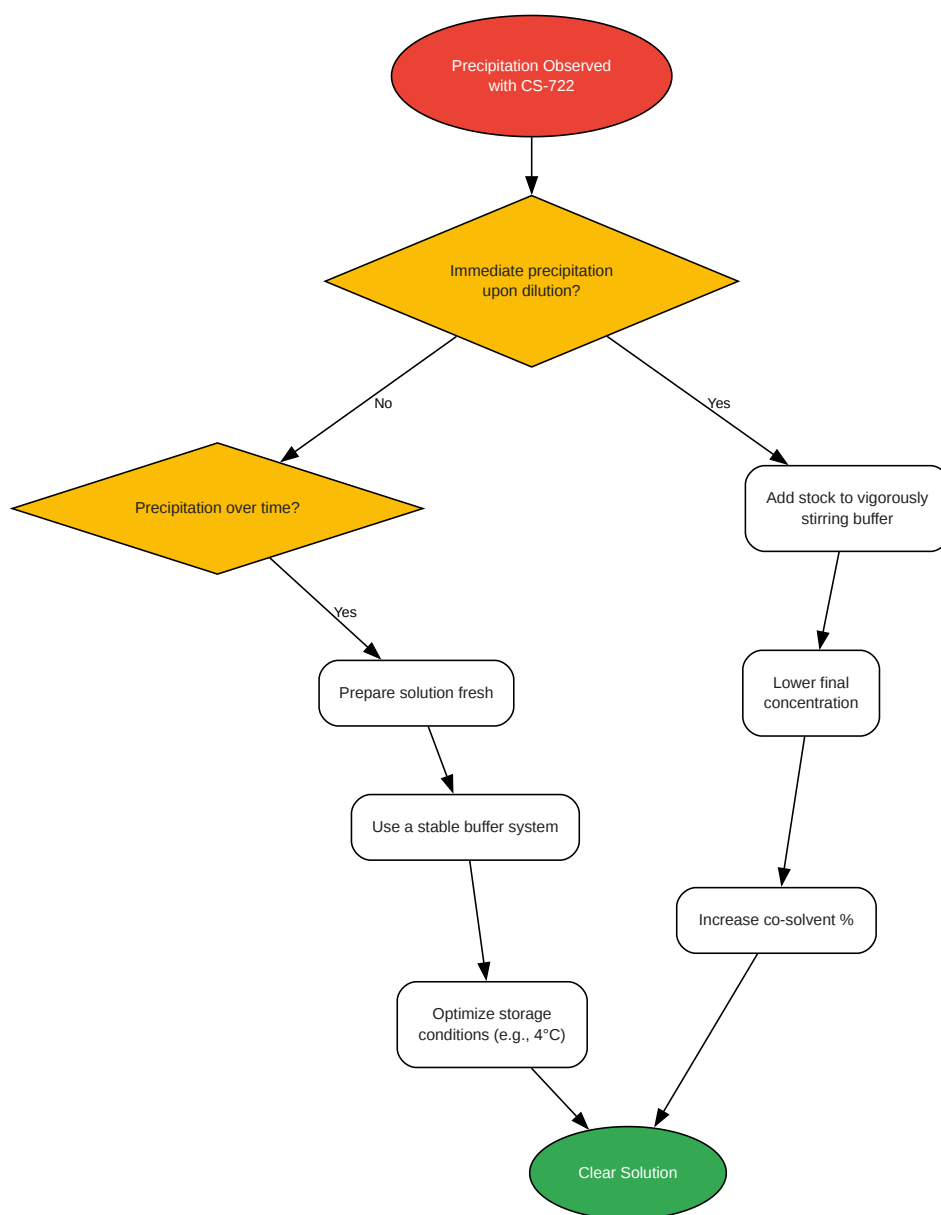 Precipitation Observed
with CS-722
Immediate precipitation
upon dilution?
No
Yes
Precipitation over time?
Add stock to vigorously
stirring buffer
Yes
Prepare solution fresh
Lower final
concentration
Use a stable buffer system
Increase co-solvent %
Optimize storage
conditions (e.g., 4°C)
Clear Solution